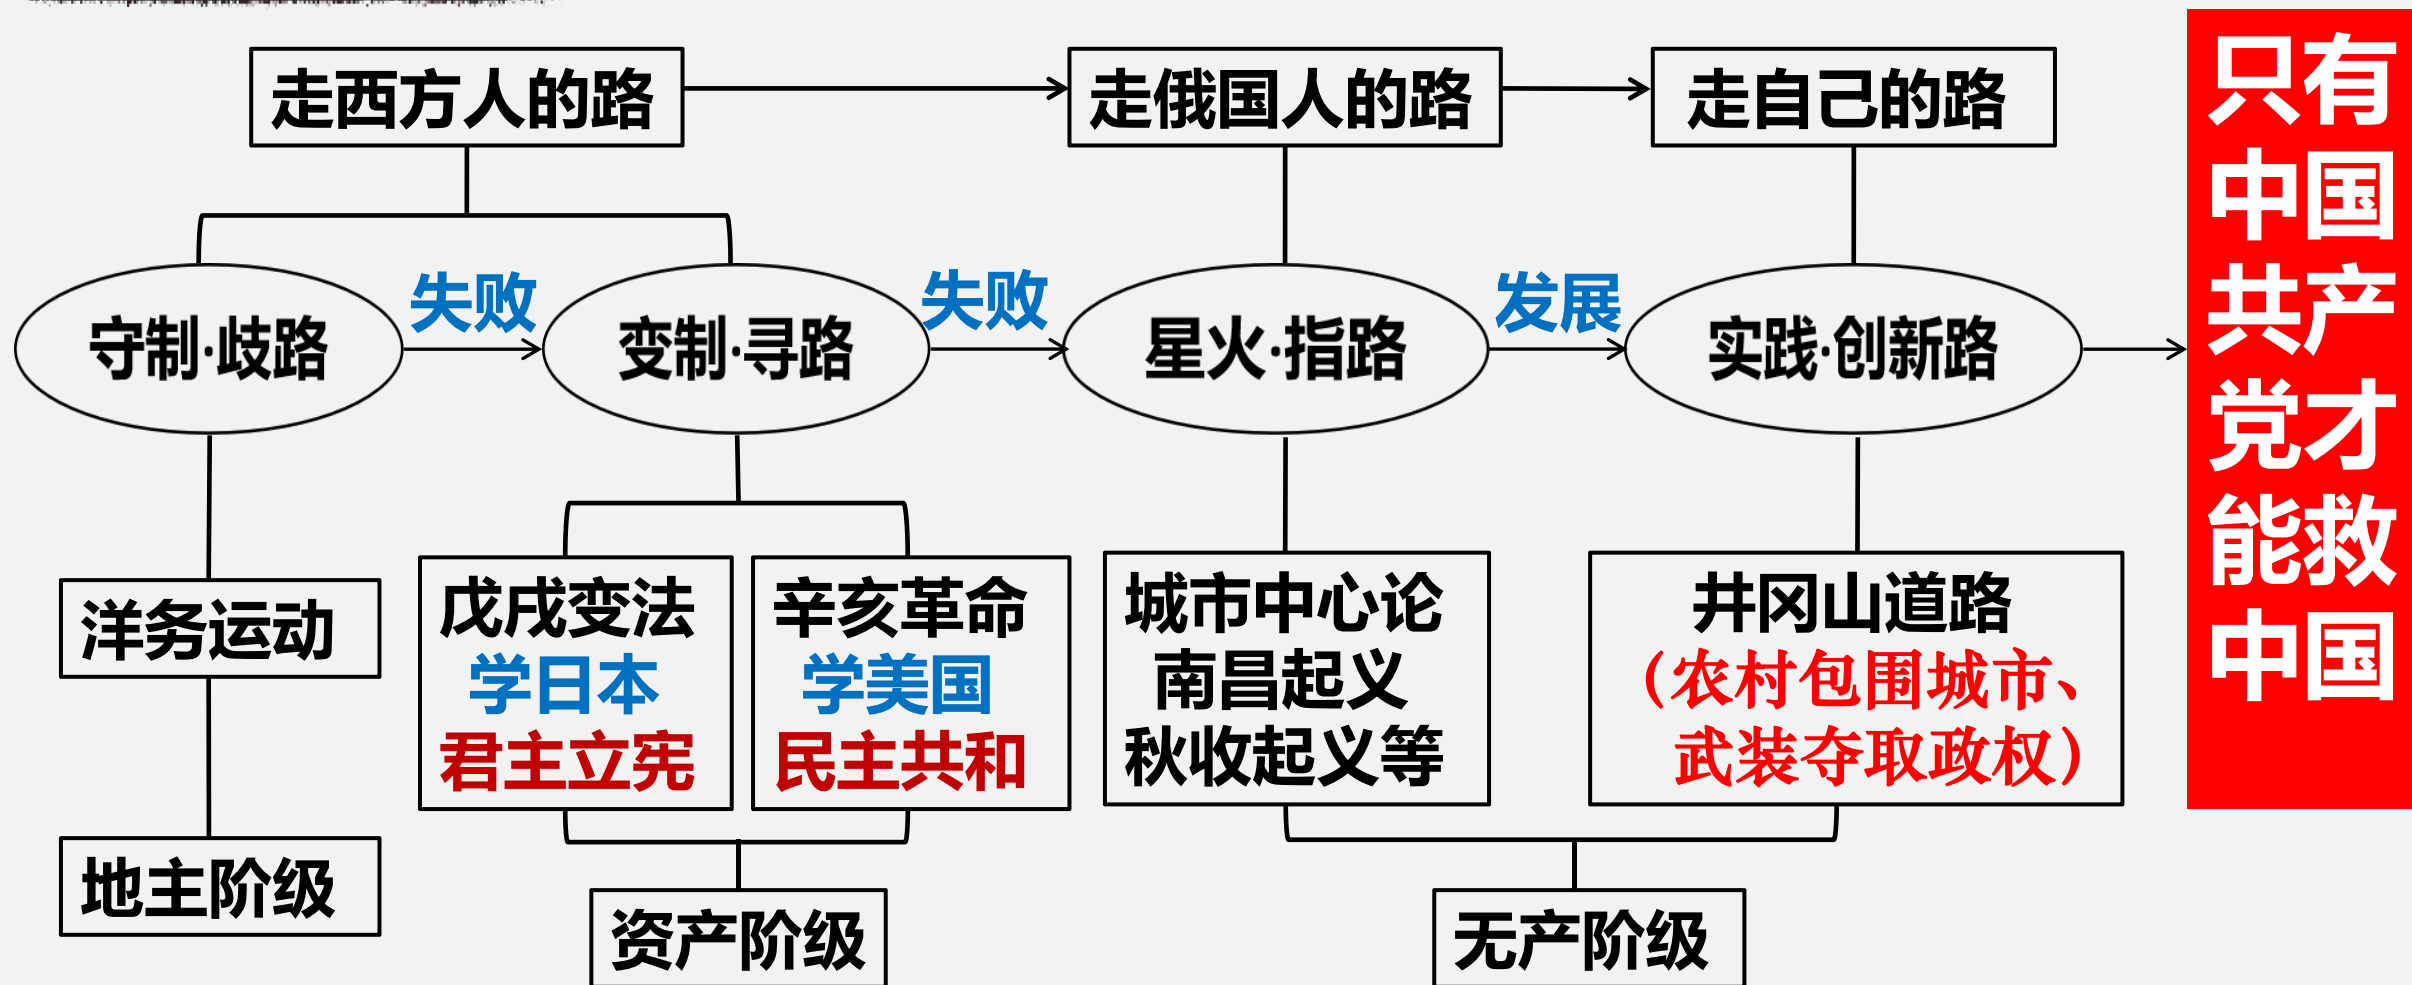 走西方人的路
走俄国人的路
走自己的路
失败
失败
发展
守制·歧路
变制·寻路
星火·指路
实践·创新路
洋务运动
地主阶级
戊戌变法
学日本
君主立宪
辛亥革命
学美国
民主共和
资产阶级
城市中心论
南昌起义
秋收起义等
井冈山道路
（农村包围城市、
武装夺取政权）
无产阶级
只有
中国
共产
党才
能救
中国